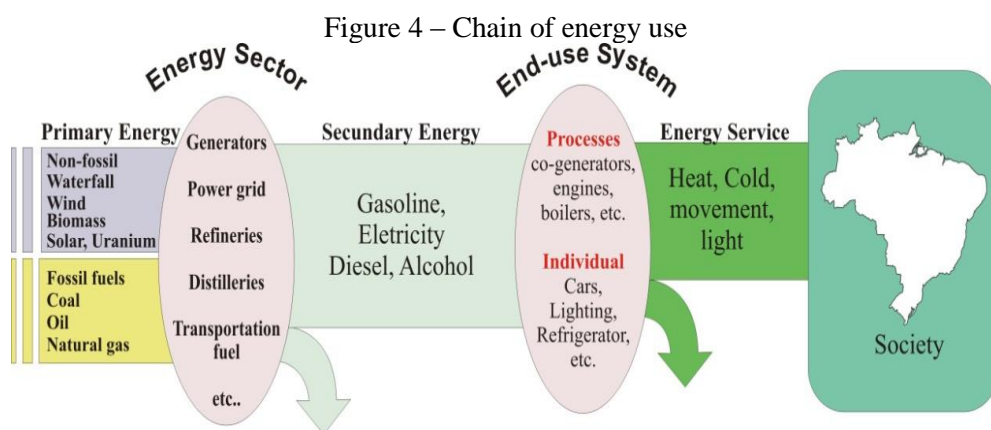 Figure 4 – Chain of energy use
Energy Sector
End-use System
Primary Energy
Non-fossil
Waterfall
Wind
Biomass
Solar, Uranium
Fossil fuels
Coal
Oil
Natural gas
Generators
Power grid
Refineries
Distilleries
Transportation
fuel
etc..
Secundary Energy
Gasoline,
Eletricity
Diesel, Alcohol
Processes
co-generators,
engines,
boilers, etc.
Individual
Cars,
Lighting,
Refrigerator,
etc.
Energy Service
Heat, Cold,
movement,
light
Society